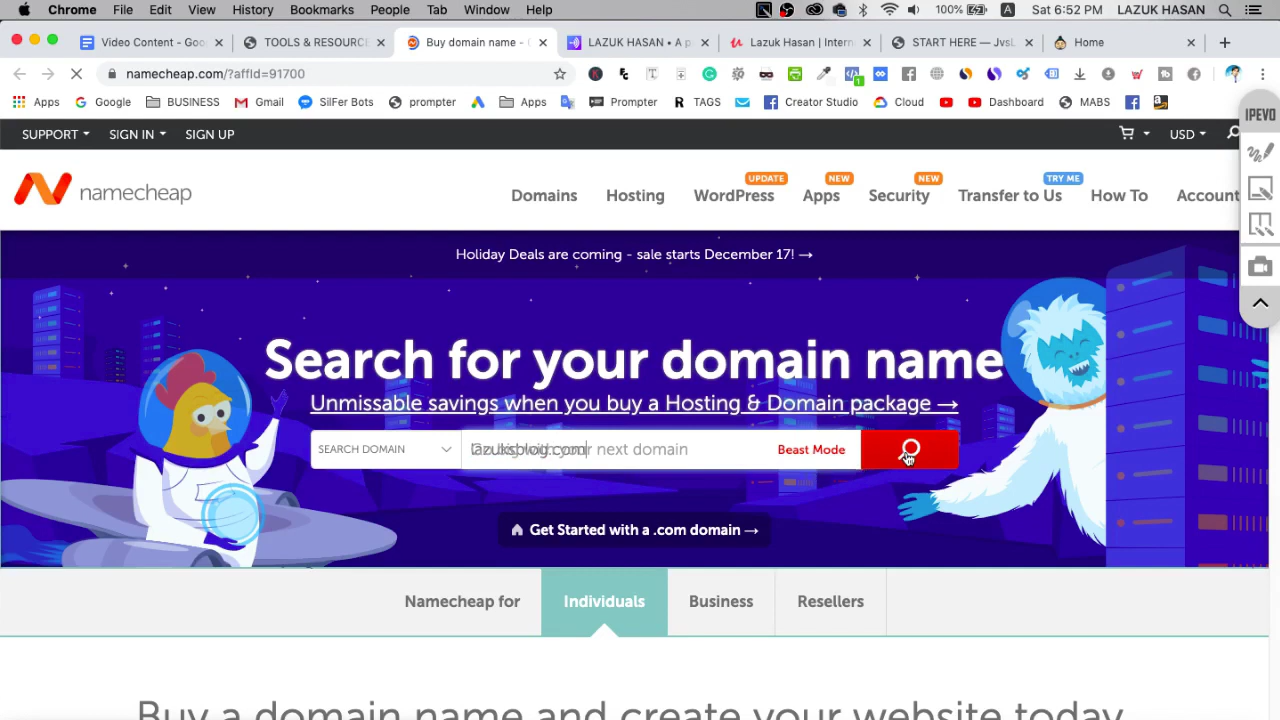 Chrome File Edit View History Bookmarks People Tab Window Help 100% A Sat 6:52 PM LAZUK HASAN
Video Content - Goo TOOLS & RESOURCE Buy domain name - LAZUK HASAN • A p Lazuk Hasan | Intern START HERE — JvsL Home
namecheap.com/?affId=91700
Apps Google BUSINESS Gmail SilFer Bots prompter Apps Prompter TAGS Creator Studio Cloud Dashboard MABS
IPEVO
SUPPORT SIGN IN SIGN UP USD
UPDATE NEW NEW TRY ME
namecheap Domains Hosting WordPress Apps Security Transfer to Us How To Account
Holiday Deals are coming - sale starts December 17! →
Search for your domain name
Unmissable savings when you buy a Hosting & Domain package →
SEARCH DOMAIN lazuksblog.com next domain Beast Mode
Get Started with a .com domain →
Namecheap for Individuals Business Resellers
Buy a domain name and create your website today